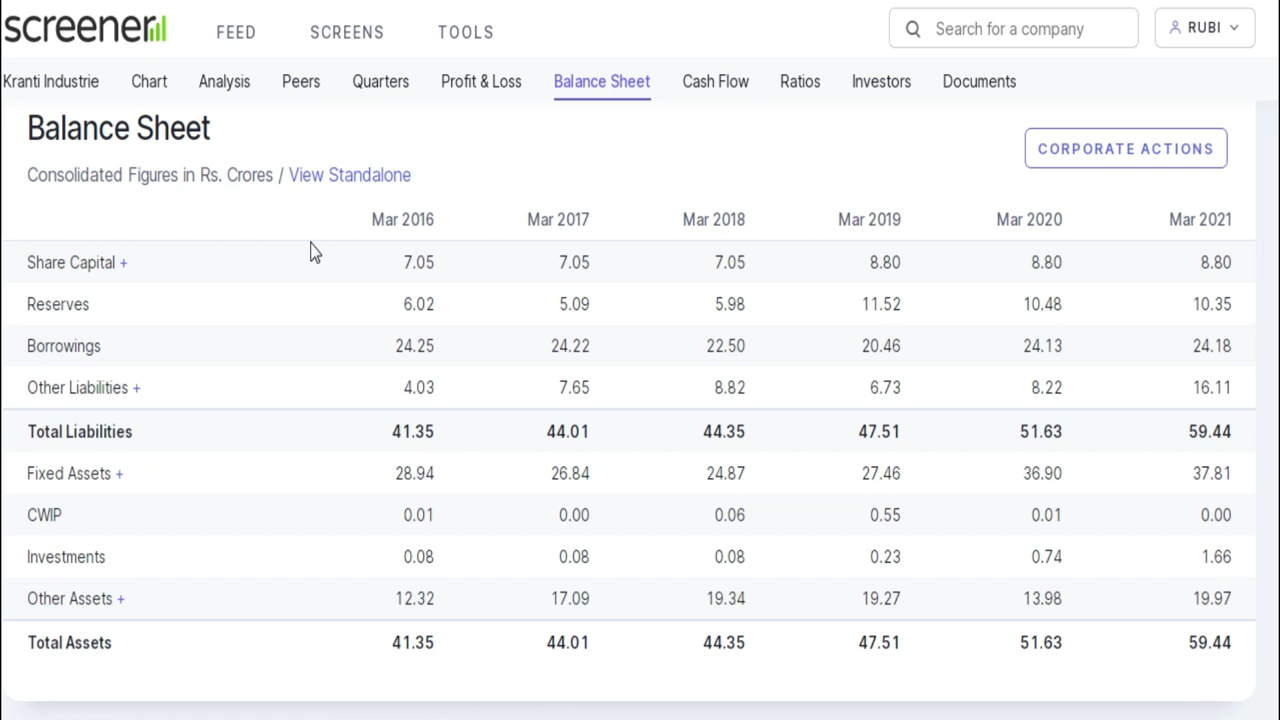 screener FEED SCREENS TOOLS Search for a company RUBI
Kranti Industrie Chart Analysis Peers Quarters Profit & Loss Balance Sheet Cash Flow Ratios Investors Documents
Balance Sheet
CORPORATE ACTIONS
Consolidated Figures in Rs. Crores / View Standalone
Mar 2016 Mar 2017 Mar 2018 Mar 2019 Mar 2020 Mar 2021
Share Capital + 7.05 7.05 7.05 8.80 8.80 8.80
Reserves 6.02 5.09 5.98 11.52 10.48 10.35
Borrowings 24.25 24.22 22.50 20.46 24.13 24.18
Other Liabilities + 4.03 7.65 8.82 6.73 8.22 16.11
Total Liabilities 41.35 44.01 44.35 47.51 51.63 59.44
Fixed Assets + 28.94 26.84 24.87 27.46 36.90 37.81
CWIP 0.01 0.00 0.06 0.55 0.01 0.00
Investments 0.08 0.08 0.08 0.23 0.74 1.66
Other Assets + 12.32 17.09 19.34 19.27 13.98 19.97
Total Assets 41.35 44.01 44.35 47.51 51.63 59.44